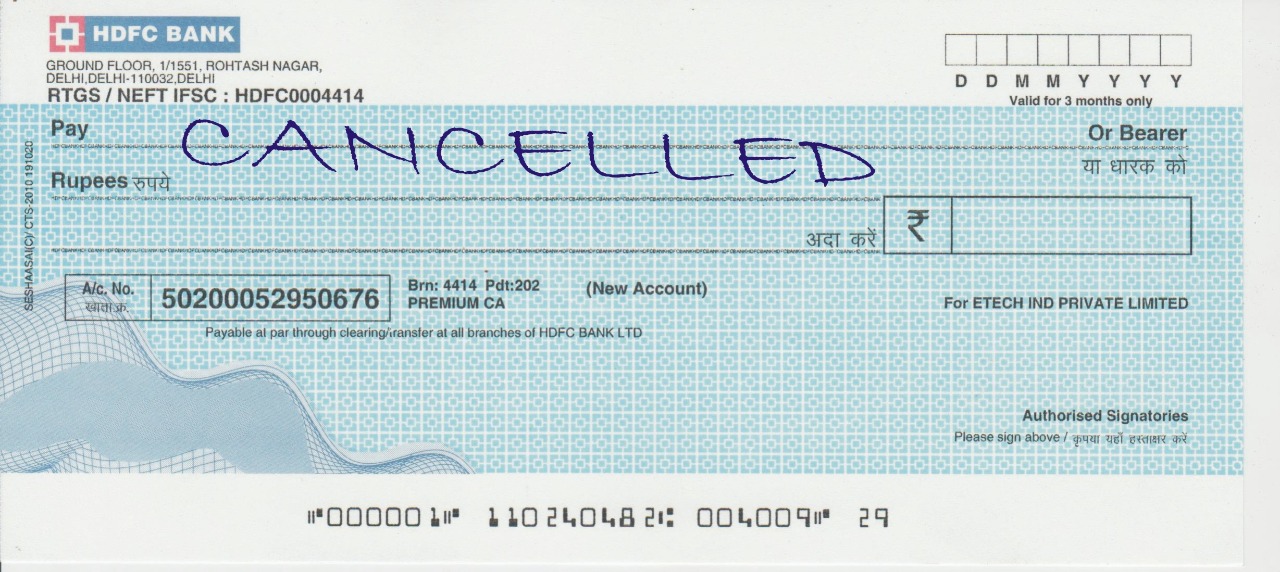 HDFC BANK
GROUND FLOOR, 1/1551, ROHTASH NAGAR,
DELHI,DELHI-110032,DELHI
RTGS / NEFT IFSC : HDFC0004414
D D M M Y Y Y Y
Valid for 3 months only
Pay CANCELLED Or Bearer
या धारक को
Rupees रुपये
अदा करें ₹
A/c. No. 50200052950676 Brn: 4414 Pdt:202 (New Account)
खाता क्र. PREMIUM CA
For ETECH IND PRIVATE LIMITED
Payable at par through clearing/transfer at all branches of HDFC BANK LTD
SESHAASAI(C)/ CTS-2010 191020
Authorised Signatories
Please sign above / कृपया यहाँ हस्ताक्षर करें
⑈000001⑈ 110240482⑆ 004009⑈ 29